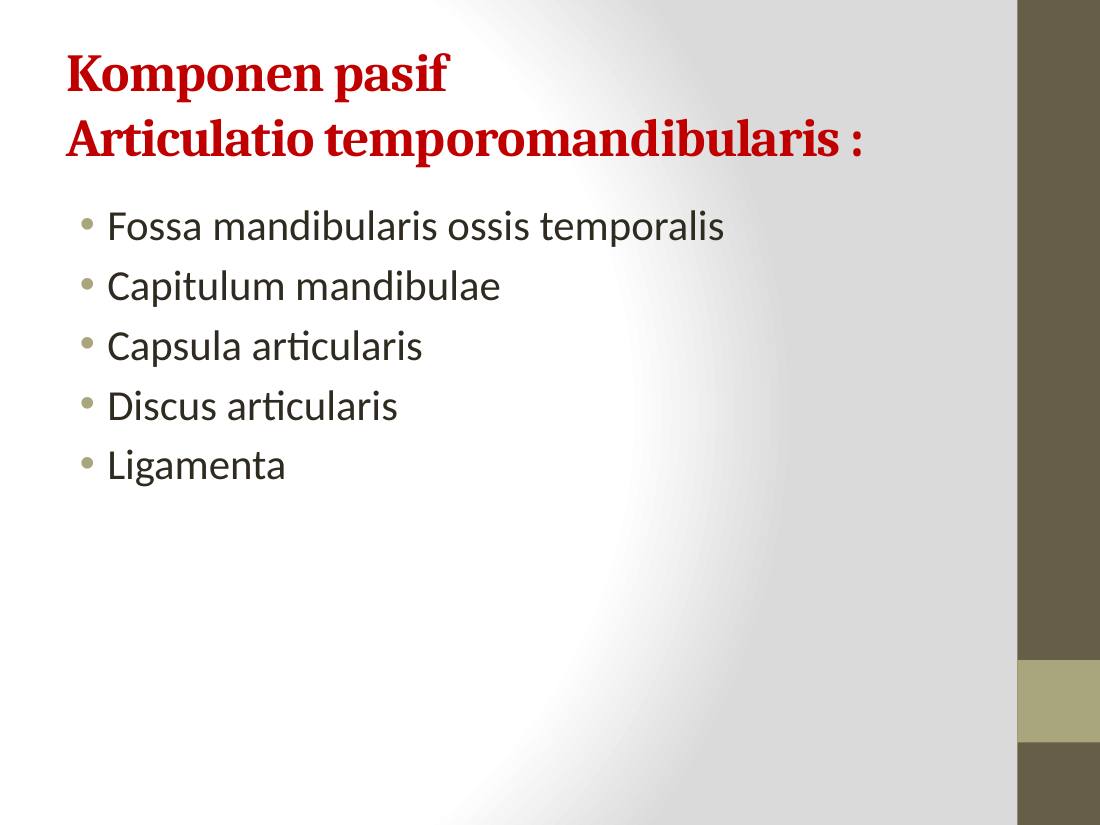 Komponen pasif
Articulatio temporomandibularis :
• Fossa mandibularis ossis temporalis
• Capitulum mandibulae
• Capsula articularis
• Discus articularis
• Ligamenta